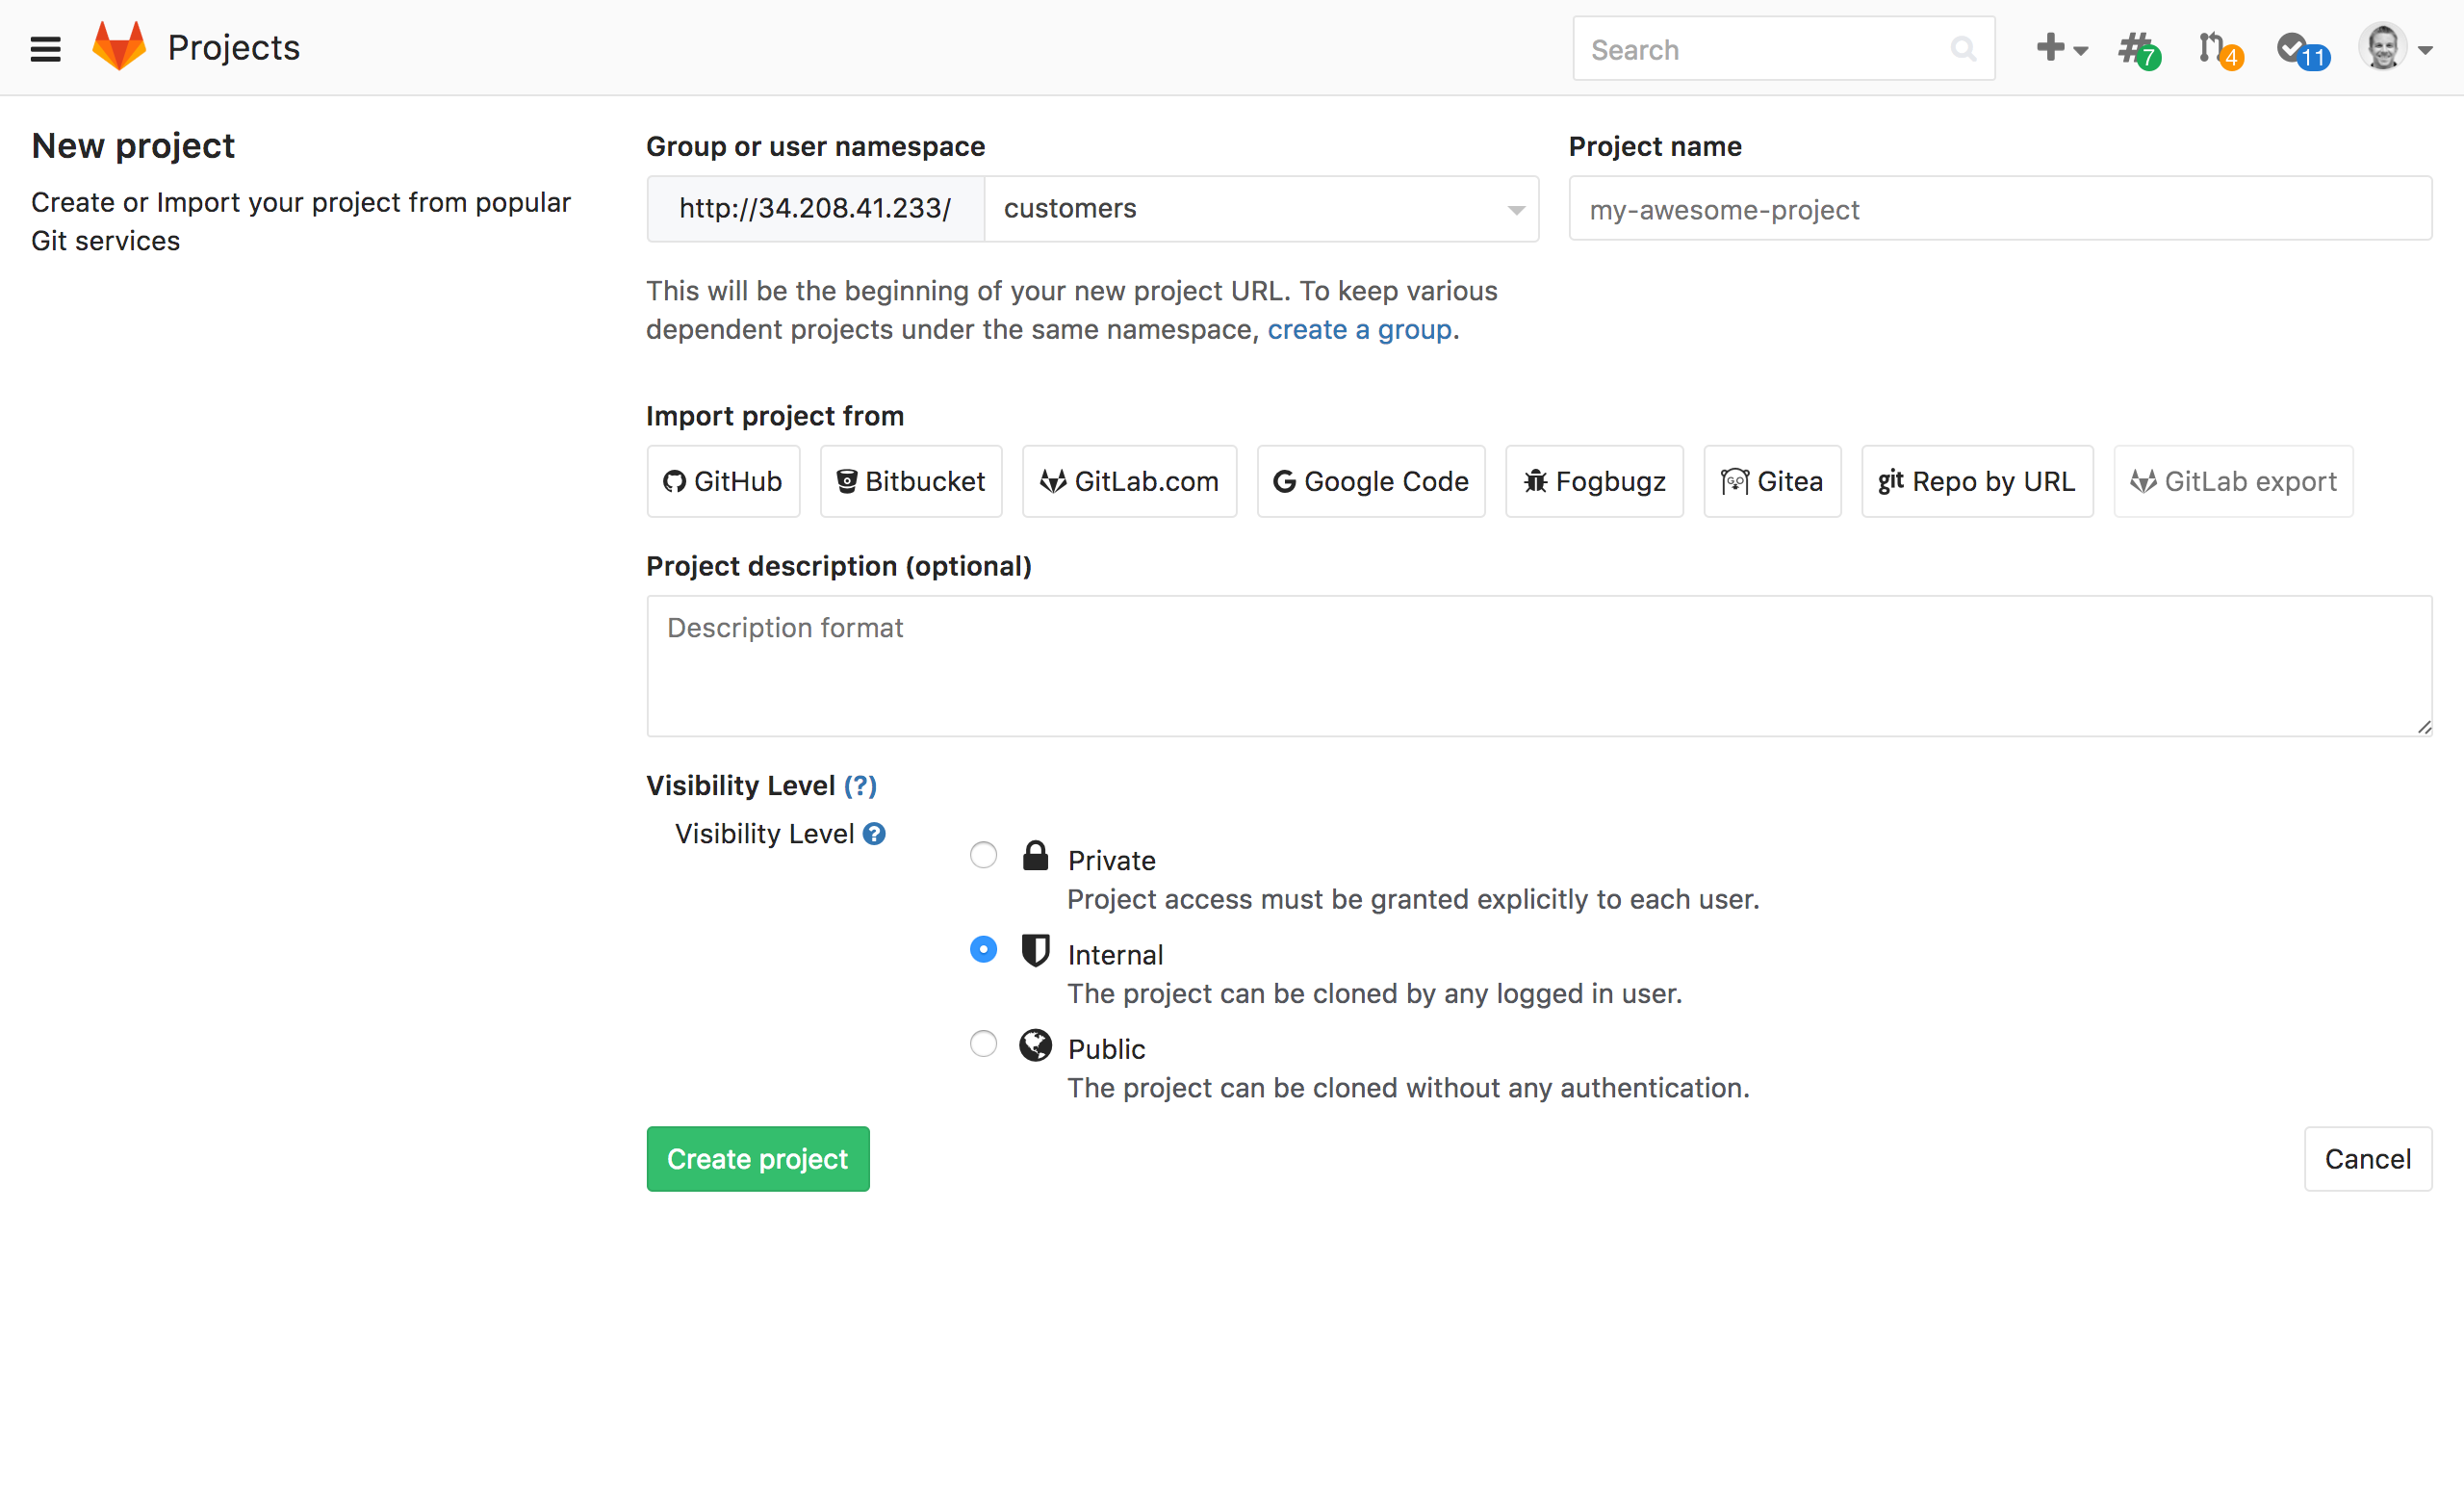 Projects
Search
7
4
11
New project
Create or Import your project from popular
Git services
Group or user namespace
http://34.208.41.233/
customers
Project name
my-awesome-project
This will be the beginning of your new project URL. To keep various
dependent projects under the same namespace, create a group.
Import project from
GitHub
Bitbucket
GitLab.com
G Google Code
Fogbugz
GO Gitea
git Repo by URL
GitLab export
Project description (optional)
Description format
Visibility Level (?)
Visibility Level ?
Private
Project access must be granted explicitly to each user.
Internal
The project can be cloned by any logged in user.
Public
The project can be cloned without any authentication.
Create project
Cancel